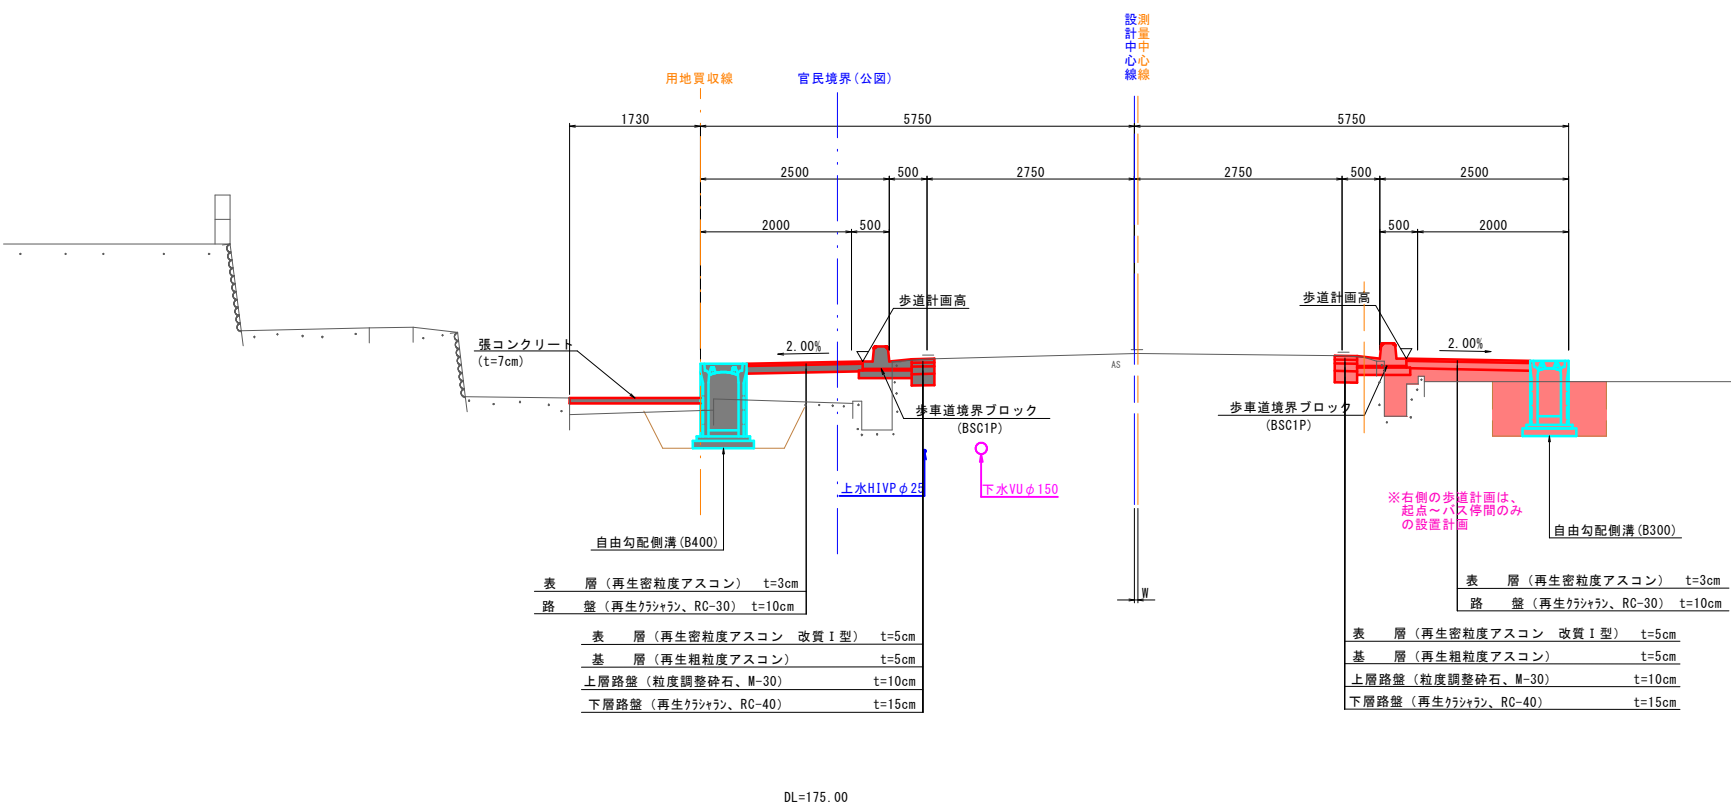 設計中心線
測量中心線
用地買収線
官民境界(公図)
1730
5750
5750
2500
500
2750
2750
500
2500
2000
500
500
2000
歩道計画高
歩道計画高
張コンクリート
(t=7cm)
2.00%
2.00%
AS
歩車道境界ブロック
(BSC1P)
歩車道境界ブロック
(BSC1P)
上水HIVPφ25
下水VUφ150
※右側の歩道計画は、
起点～バス停間のみ
の設置計画
自由勾配側溝(B400)
自由勾配側溝(B300)
表　層（再生密粒度アスコン）　t=3cm
路　盤（再生クラシャラン、RC-30）　t=10cm
W
表　層（再生密粒度アスコン）　t=3cm
路　盤（再生クラシャラン、RC-30）　t=10cm
表　層（再生密粒度アスコン　改質Ⅰ型）　t=5cm
基　層（再生粗粒度アスコン）　t=5cm
上層路盤（粒度調整砕石、M-30）　t=10cm
下層路盤（再生クラシャラン、RC-40）　t=15cm
表　層（再生密粒度アスコン　改質Ⅰ型）　t=5cm
基　層（再生粗粒度アスコン）　t=5cm
上層路盤（粒度調整砕石、M-30）　t=10cm
下層路盤（再生クラシャラン、RC-40）　t=15cm
DL=175.00